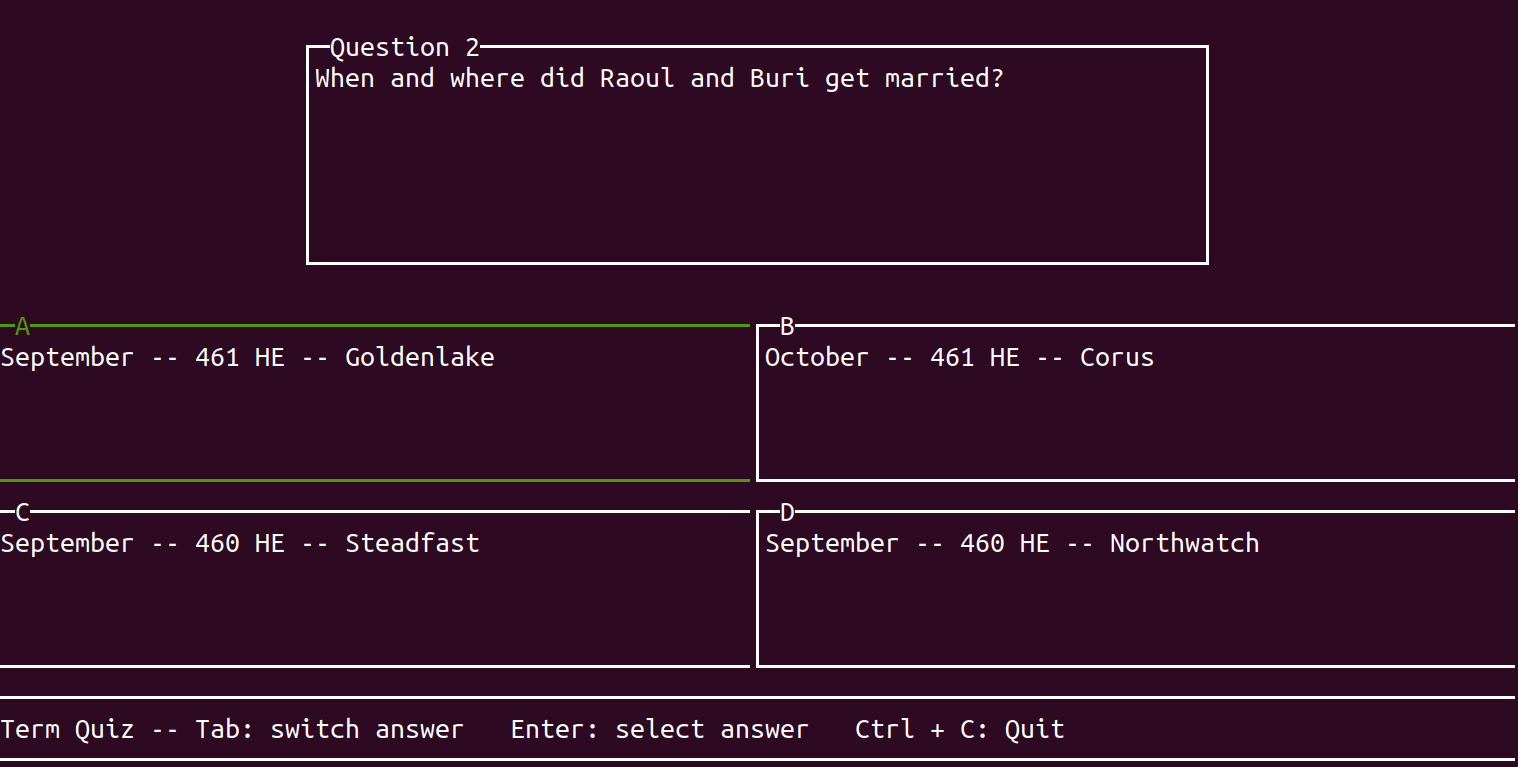 Question 2
When and where did Raoul and Buri get married?
A
September -- 461 HE -- Goldenlake
B
October -- 461 HE -- Corus
C
September -- 460 HE -- Steadfast
D
September -- 460 HE -- Northwatch
Term Quiz -- Tab: switch answer   Enter: select answer   Ctrl + C: Quit